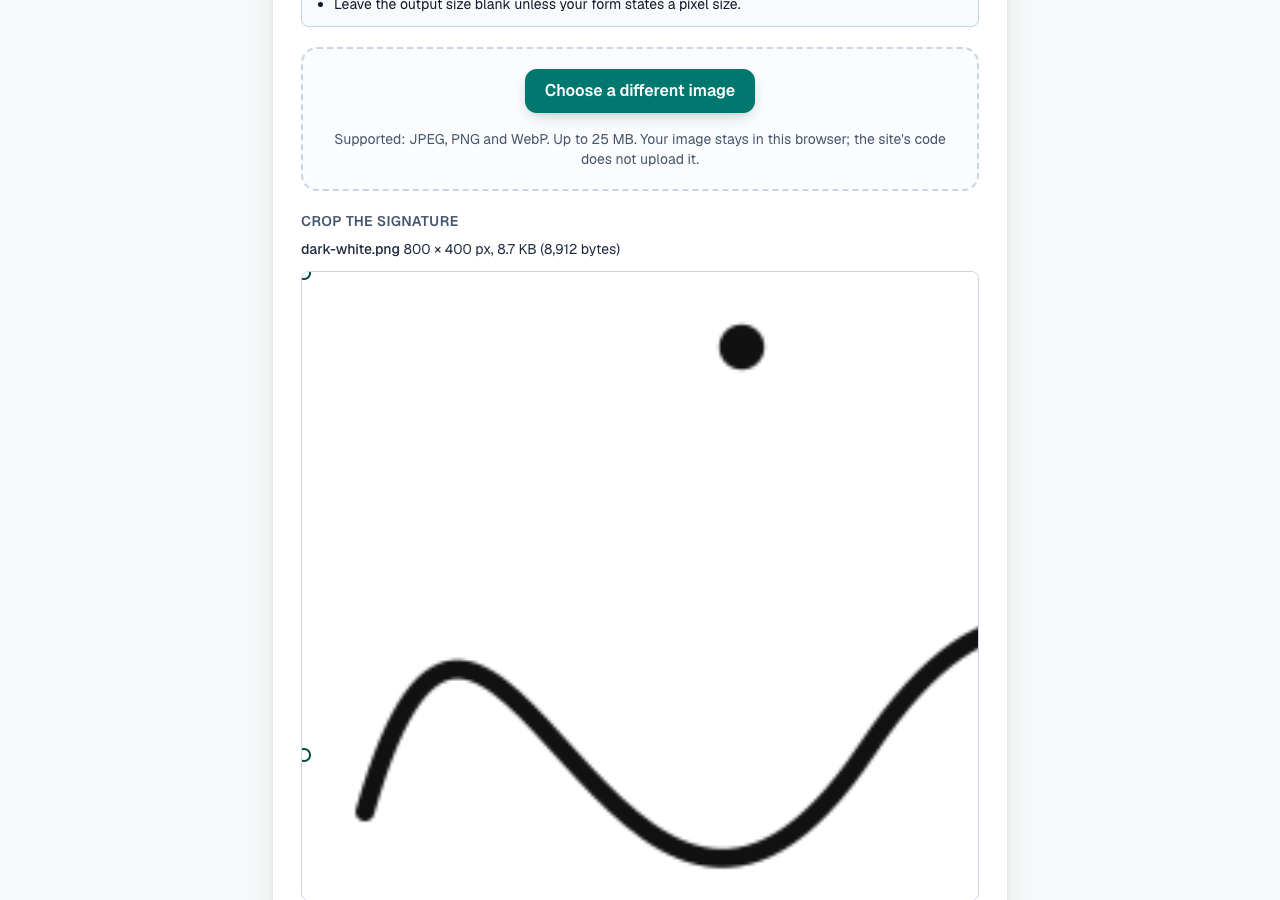 Leave the output size blank unless your form states a pixel size.
Choose a different image
Supported: JPEG, PNG and WebP. Up to 25 MB. Your image stays in this browser; the site's code
does not upload it.
CROP THE SIGNATURE
dark-white.png 800 × 400 px, 8.7 KB (8,912 bytes)